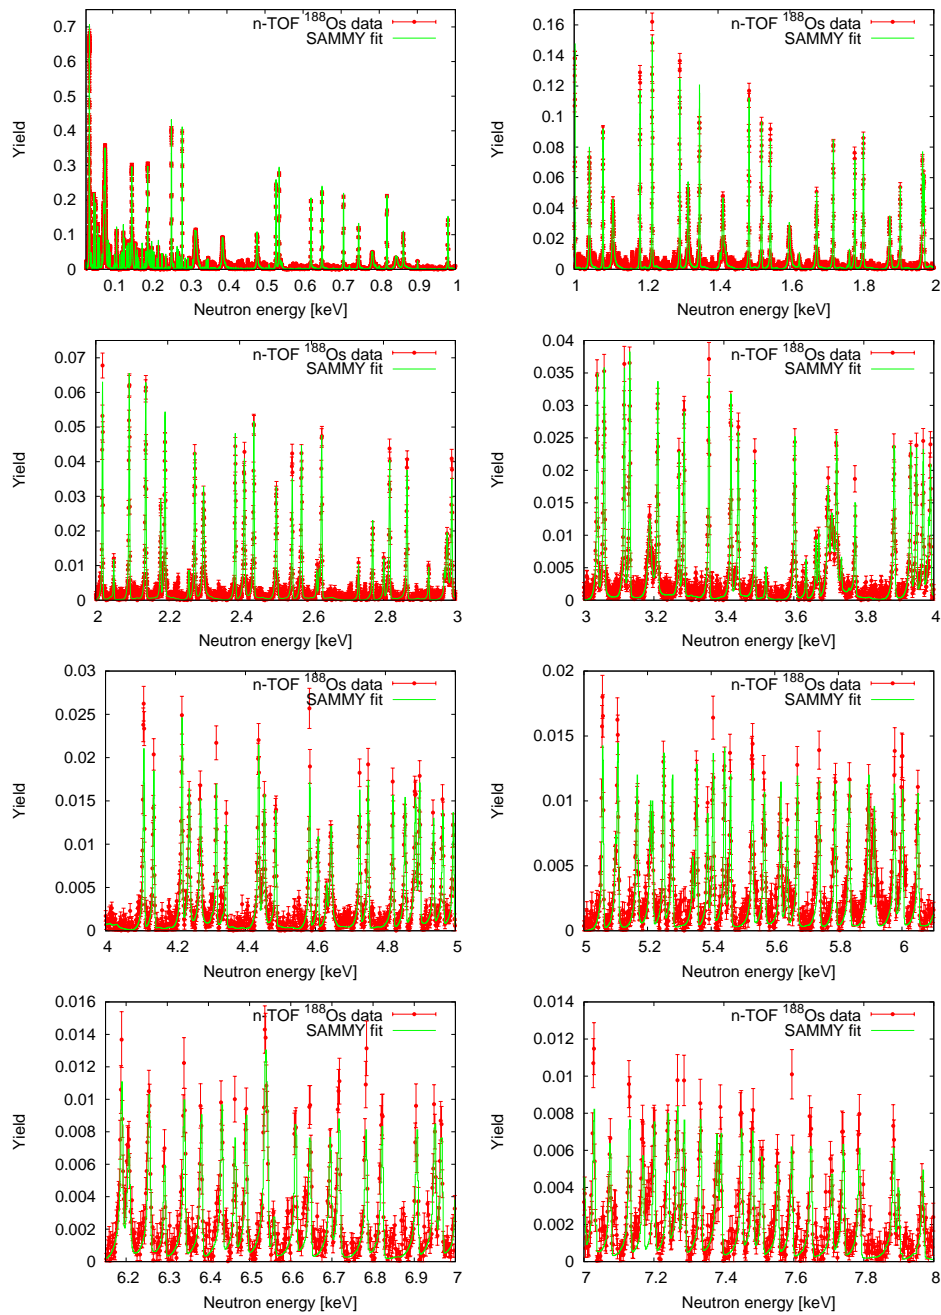 n-TOF ¹⁸⁸Os data
SAMMY fit
Yield
0.7
0.6
0.5
0.4
0.3
0.2
0.1
0
0.1 0.2 0.3 0.4 0.5 0.6 0.7 0.8 0.9 1
Neutron energy [keV]
n-TOF ¹⁸⁸Os data
SAMMY fit
Yield
0.16
0.14
0.12
0.10
0.08
0.06
0.04
0.02
0
1 1.2 1.4 1.6 1.8 2
Neutron energy [keV]
n-TOF ¹⁸⁸Os data
SAMMY fit
Yield
0.07
0.06
0.05
0.04
0.03
0.02
0.01
0
2 2.2 2.4 2.6 2.8 3
Neutron energy [keV]
n-TOF ¹⁸⁸Os data
SAMMY fit
Yield
0.04
0.035
0.03
0.025
0.02
0.015
0.01
0.005
0
3 3.1 3.2 3.3 3.4 3.5 3.6 3.7 3.8 3.9 4
Neutron energy [keV]
n-TOF ¹⁸⁸Os data
SAMMY fit
Yield
0.03
0.025
0.02
0.015
0.01
0.005
0
4 4.2 4.4 4.6 4.8 5
Neutron energy [keV]
n-TOF ¹⁸⁸Os data
SAMMY fit
Yield
0.02
0.015
0.01
0.005
0
5 5.2 5.4 5.6 5.8 6
Neutron energy [keV]
n-TOF ¹⁸⁸Os data
SAMMY fit
Yield
0.016
0.014
0.012
0.01
0.008
0.006
0.004
0.002
0
6.2 6.3 6.4 6.5 6.6 6.7 6.8 6.9 7
Neutron energy [keV]
n-TOF ¹⁸⁸Os data
SAMMY fit
Yield
0.014
0.012
0.01
0.008
0.006
0.004
0.002
0
7 7.2 7.4 7.6 7.8 8
Neutron energy [keV]